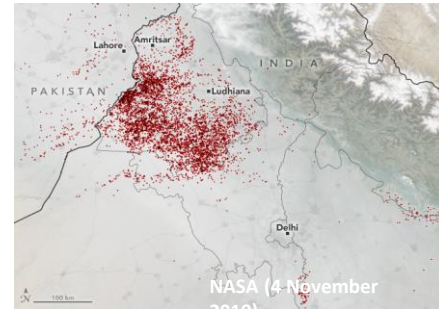 Amritsar
Lahore
INDIA
PAKISTAN
Ludhiana
Delhi
NASA (4 November
N
100 km